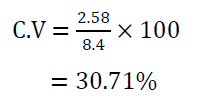 C.V = 2.58/8.4 × 100
= 30.71%